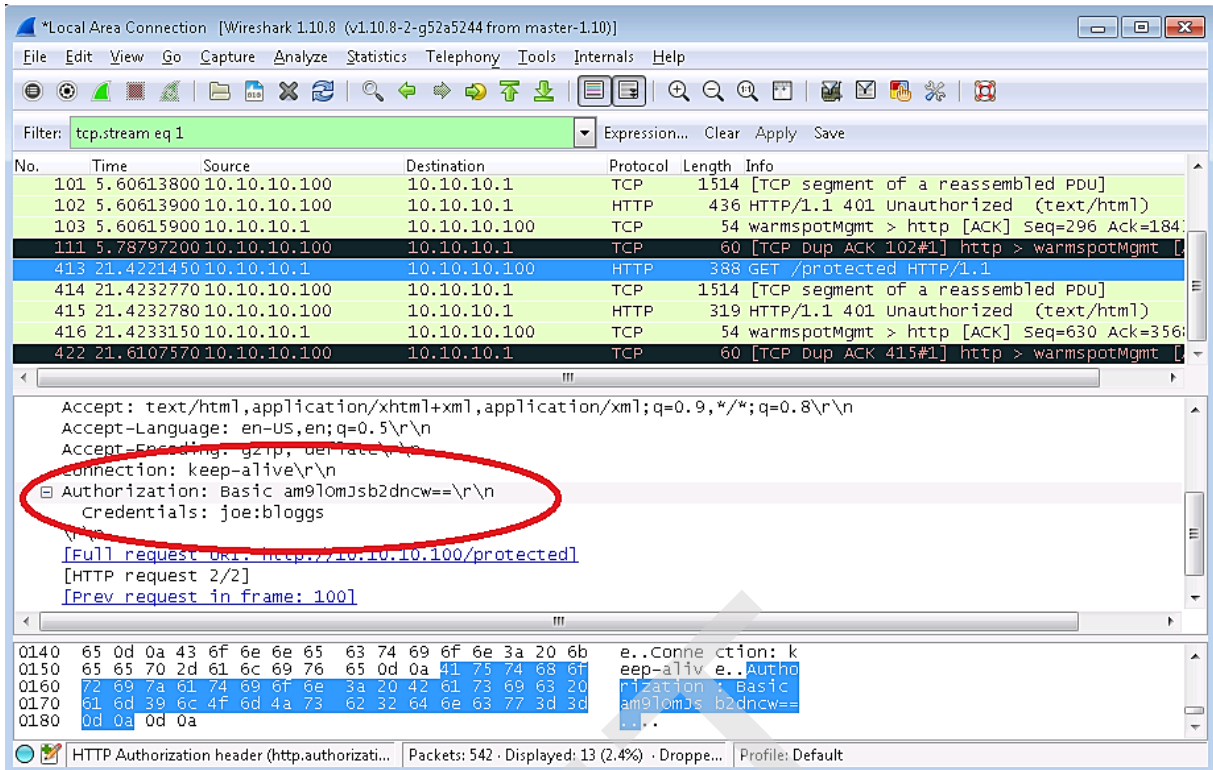 *Local Area Connection [Wireshark 1.10.8 (v1.10.8-2-g52a5244 from master-1.10)]
File Edit View Go Capture Analyze Statistics Telephony Tools Internals Help
Filter: tcp.stream eq 1 Expression... Clear Apply Save
No. Time Source Destination Protocol Length Info
101 5.60613800 10.10.10.100 10.10.10.1 TCP 1514 [TCP segment of a reassembled PDU]
102 5.60613900 10.10.10.100 10.10.10.1 HTTP 436 HTTP/1.1 401 Unauthorized (text/html)
103 5.60615900 10.10.10.1 10.10.10.100 TCP 54 warmspotMgmt > http [ACK] Seq=296 Ack=184
111 5.78797200 10.10.10.100 10.10.10.1 TCP 60 [TCP Dup ACK 102#1] http > warmspotMgmt [
413 21.4221450 10.10.10.1 10.10.10.100 HTTP 388 GET /protected HTTP/1.1
414 21.4232770 10.10.10.100 10.10.10.1 TCP 1514 [TCP segment of a reassembled PDU]
415 21.4232780 10.10.10.100 10.10.10.1 HTTP 319 HTTP/1.1 401 Unauthorized (text/html)
416 21.4233150 10.10.10.1 10.10.10.100 TCP 54 warmspotMgmt > http [ACK] Seq=630 Ack=356
422 21.6107570 10.10.10.100 10.10.10.1 TCP 60 [TCP Dup ACK 415#1] http > warmspotMgmt [
Accept: text/html,application/xhtml+xml,application/xml;q=0.9,*/*;q=0.8\r\n
Accept-Language: en-US,en;q=0.5\r\n
Accept-Encoding: gzip, deflate\r\n
Connection: keep-alive\r\n
Authorization: Basic am9lOmJsb2dncw==\r\n
Credentials: joe:bloggs
\r\n
[Full request URI: http://10.10.10.100/protected]
[HTTP request 2/2]
[Prev request in frame: 100]
0140 65 0d 0a 43 6f 6e 6e 65 63 74 69 6f 6e 3a 20 6b e..Conne ction: k
0150 65 65 70 2d 61 6c 69 76 65 0d 0a 41 75 74 68 6f eep-aliv e..Autho
0160 72 69 7a 61 74 69 6f 6e 3a 20 42 61 73 69 63 20 rization : Basic
0170 61 6d 39 6c 4f 6d 4a 73 62 32 64 6e 63 77 3d 3d am9lOmJs b2dncw==
0180 0d 0a 0d 0a ....
HTTP Authorization header (http.authorizati... Packets: 542 · Displayed: 13 (2.4%) · Droppe... Profile: Default